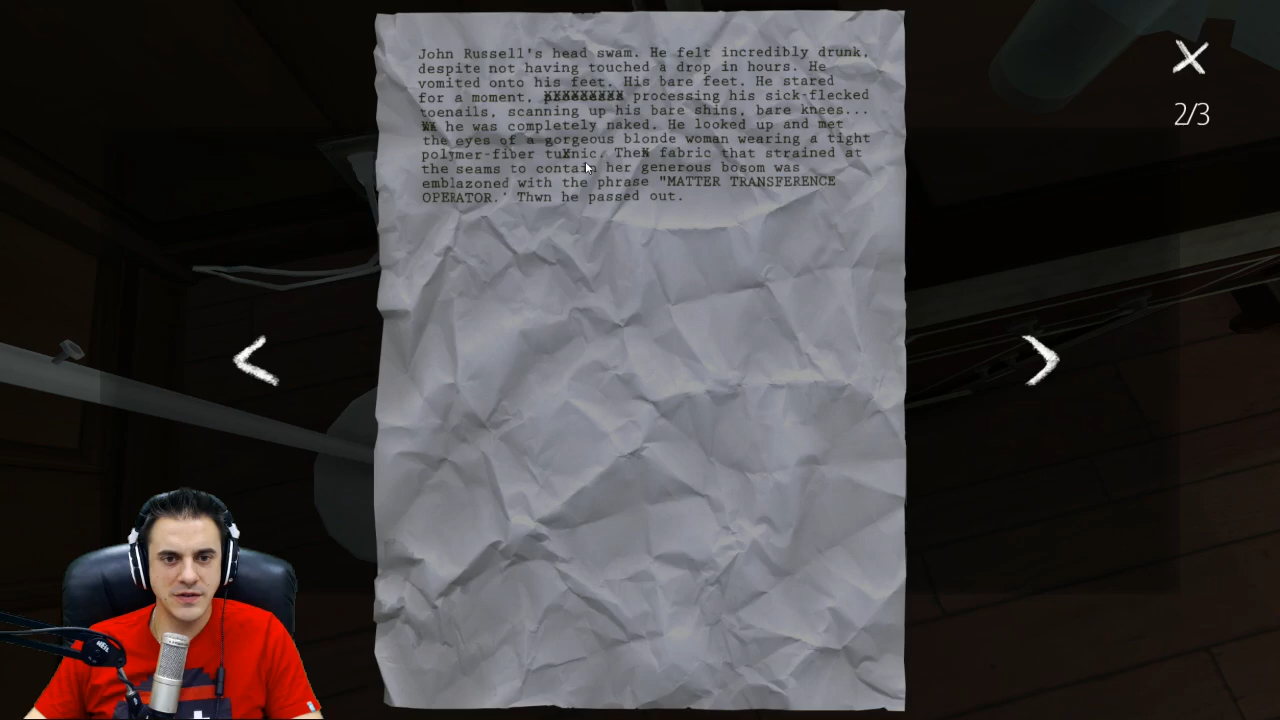 John Russell's head swam. He felt incredibly drunk,
despite not having touched a drop in hours. He
vomited onto his feet. His bare feet. He stared
for a moment, processing his sick-flecked
toenails, scanning up his bare shins, bare knees...
he was completely naked. He looked up and met
the eyes of a gorgeous blonde woman wearing a tight
polymer-fiber tuXnic. TheX fabric that strained at
the seams to contain her generous bosom was
emblazoned with the phrase "MATTER TRANSFERENCE
OPERATOR.' Thwn he passed out.
2/3